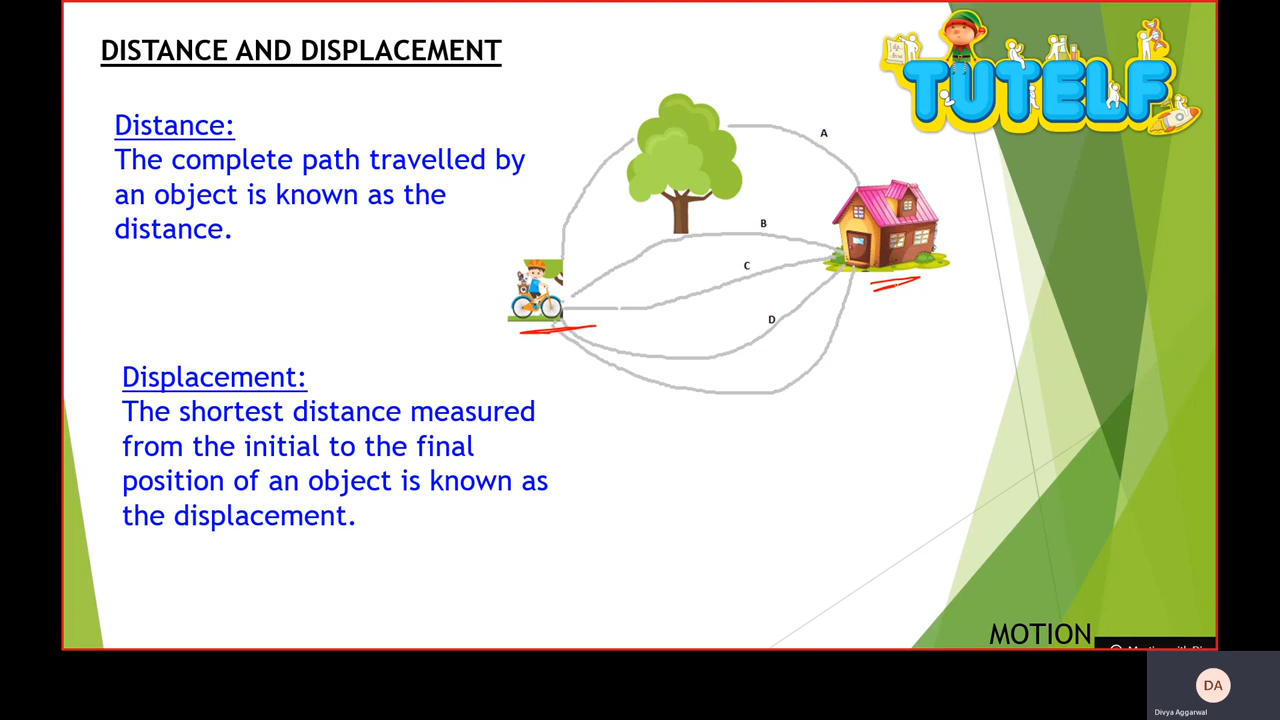 DISTANCE AND DISPLACEMENT
TUTELF
Distance:
The complete path travelled by
an object is known as the
distance.
A
B
C
D
Displacement:
The shortest distance measured
from the initial to the final
position of an object is known as
the displacement.
MOTION
DA
Divya Aggarwal